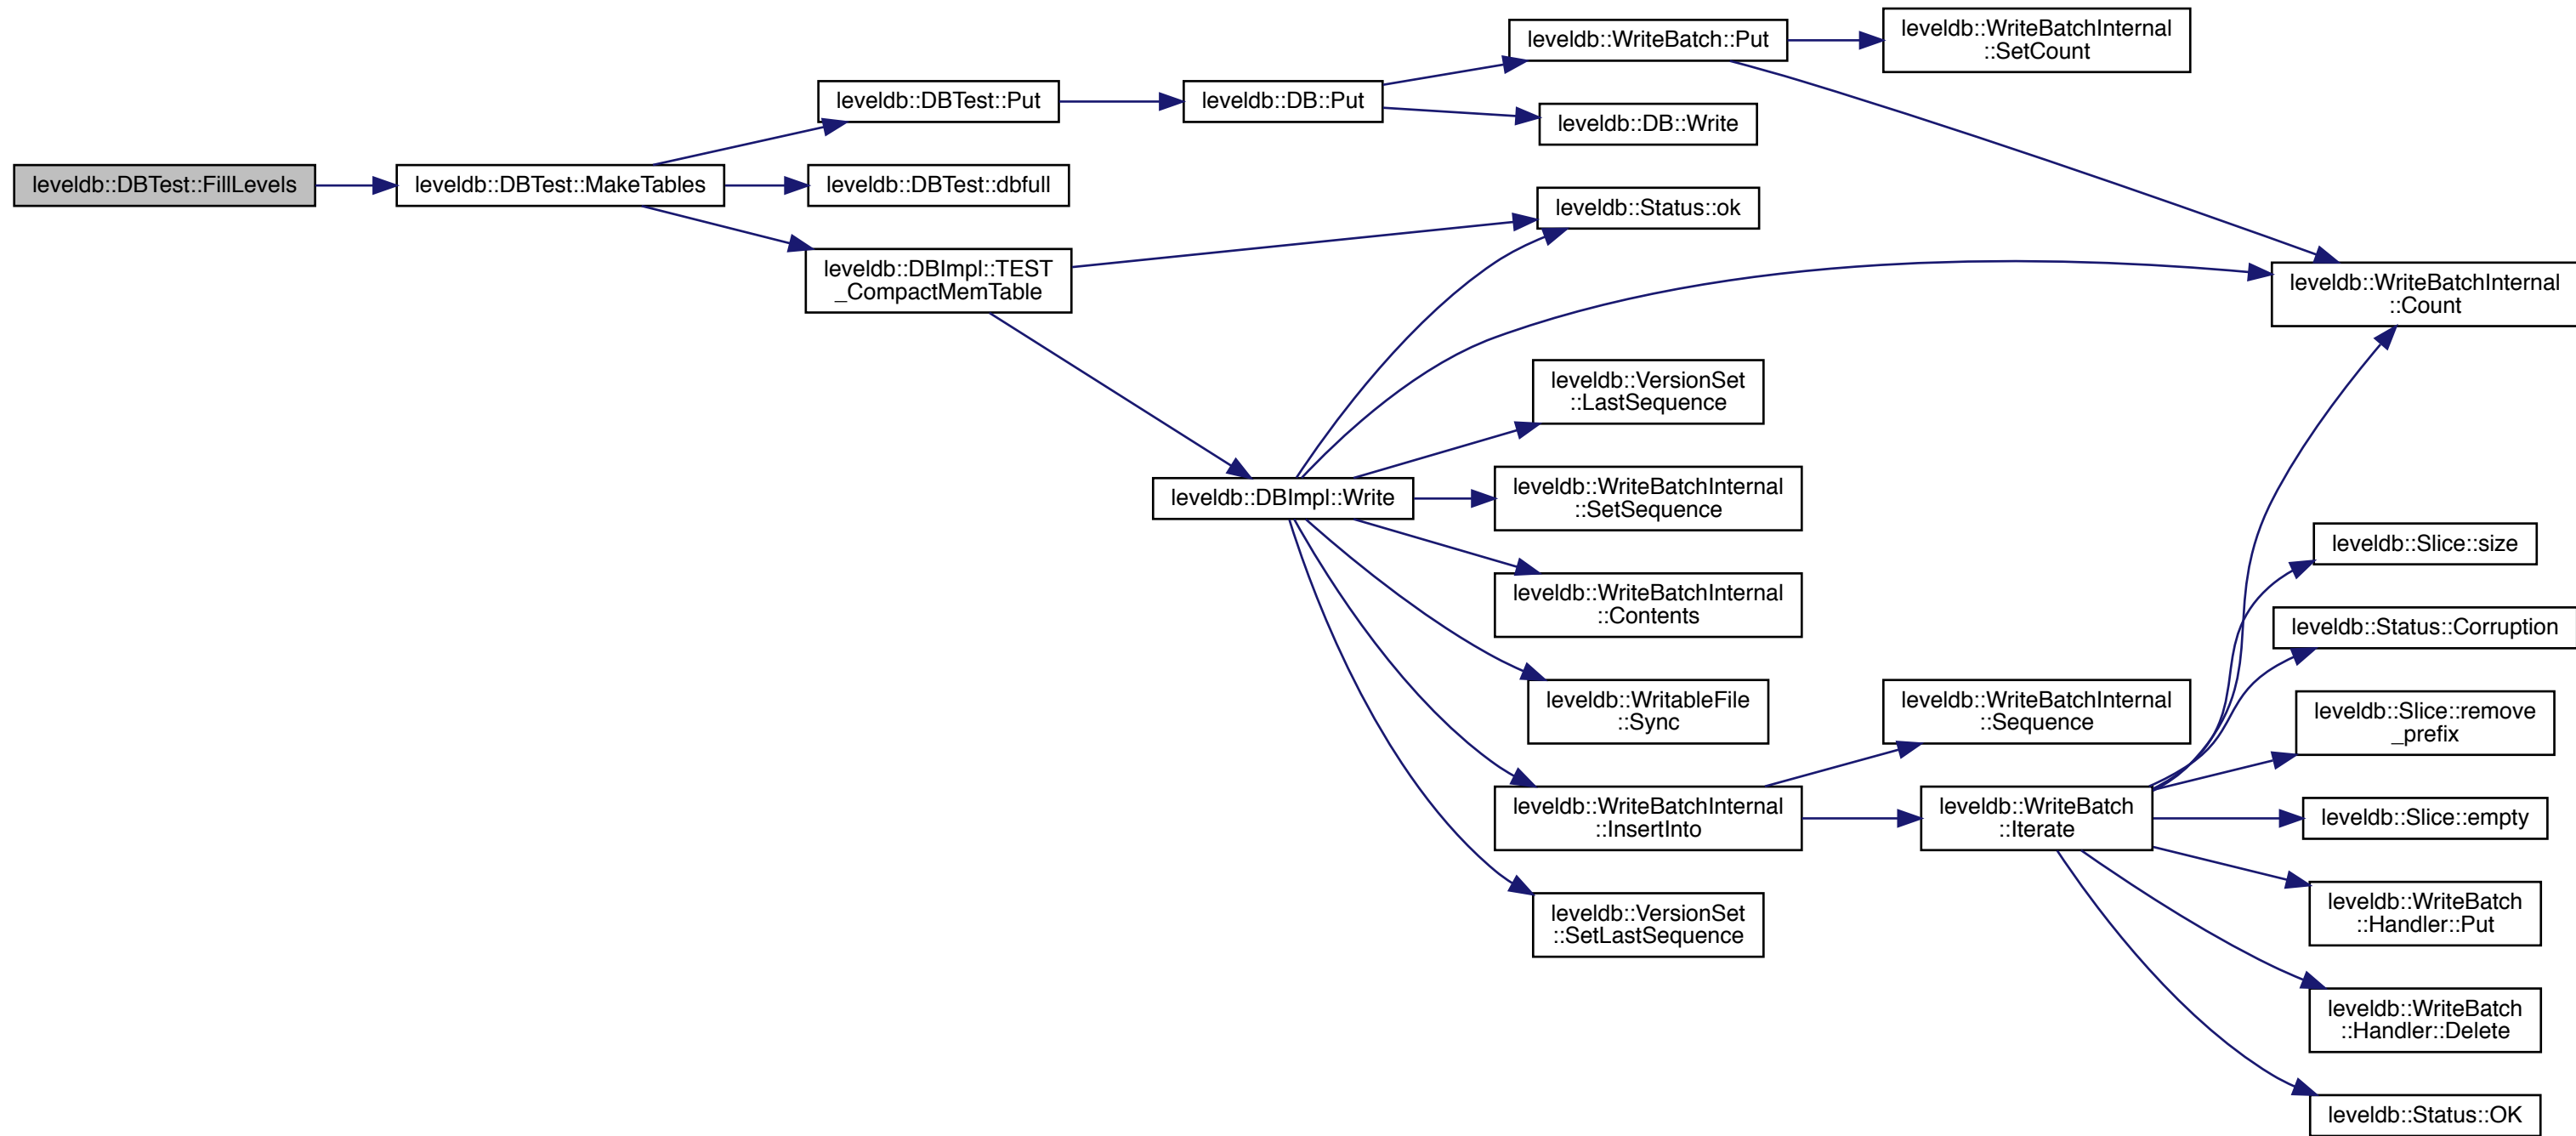 leveldb::DBTest::FillLevels
leveldb::DBTest::MakeTables
leveldb::DBTest::Put
leveldb::DBTest::dbfull
leveldb::DBImpl::TEST
_CompactMemTable
leveldb::DB::Put
leveldb::DBImpl::Write
leveldb::WriteBatch::Put
leveldb::DB::Write
leveldb::Status::ok
leveldb::VersionSet
::LastSequence
leveldb::WriteBatchInternal
::SetSequence
leveldb::WriteBatchInternal
::Contents
leveldb::WritableFile
::Sync
leveldb::WriteBatchInternal
::InsertInto
leveldb::VersionSet
::SetLastSequence
leveldb::WriteBatchInternal
::SetCount
leveldb::WriteBatchInternal
::Sequence
leveldb::WriteBatch
::Iterate
leveldb::WriteBatchInternal
::Count
leveldb::Slice::size
leveldb::Status::Corruption
leveldb::Slice::remove
_prefix
leveldb::Slice::empty
leveldb::WriteBatch
::Handler::Put
leveldb::WriteBatch
::Handler::Delete
leveldb::Status::OK